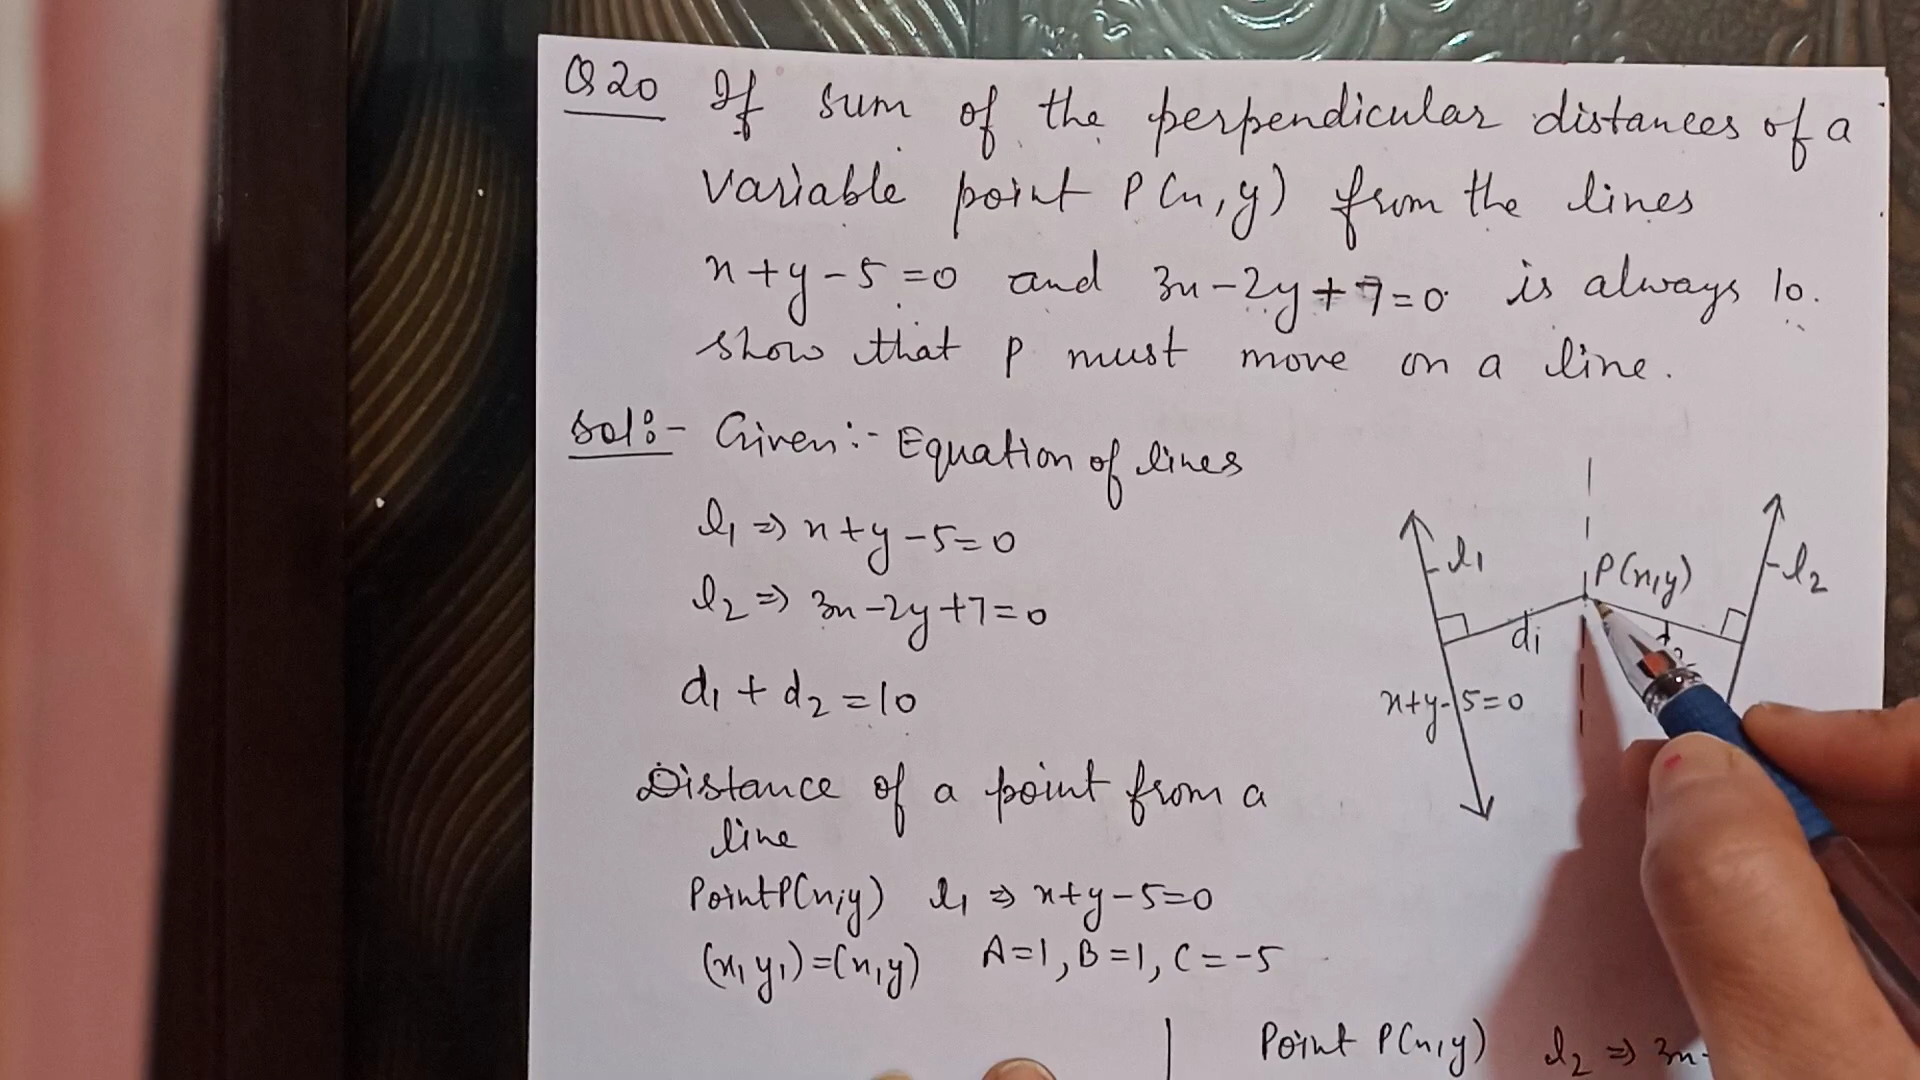 Q20 If sum of the perpendicular distances of a
variable point P(x,y) from the lines
x+y-5=0 and 3x-2y+7=0 is always 10.
show that P must move on a line.
Sol:- Given:- Equation of lines
l₁ ⇒ x+y-5=0
l₂ ⇒ 3x-2y+7=0
d₁ + d₂ = 10
l₁
P(x,y)
l₂
d₁
x+y-5=0
Distance of a point from a
line
Point P(x,y) l₁ ⇒ x+y-5=0
(x₁ y₁)=(x,y) A=1, B=1, C=-5
Point P(x,y) l₂ ⇒ 3x-